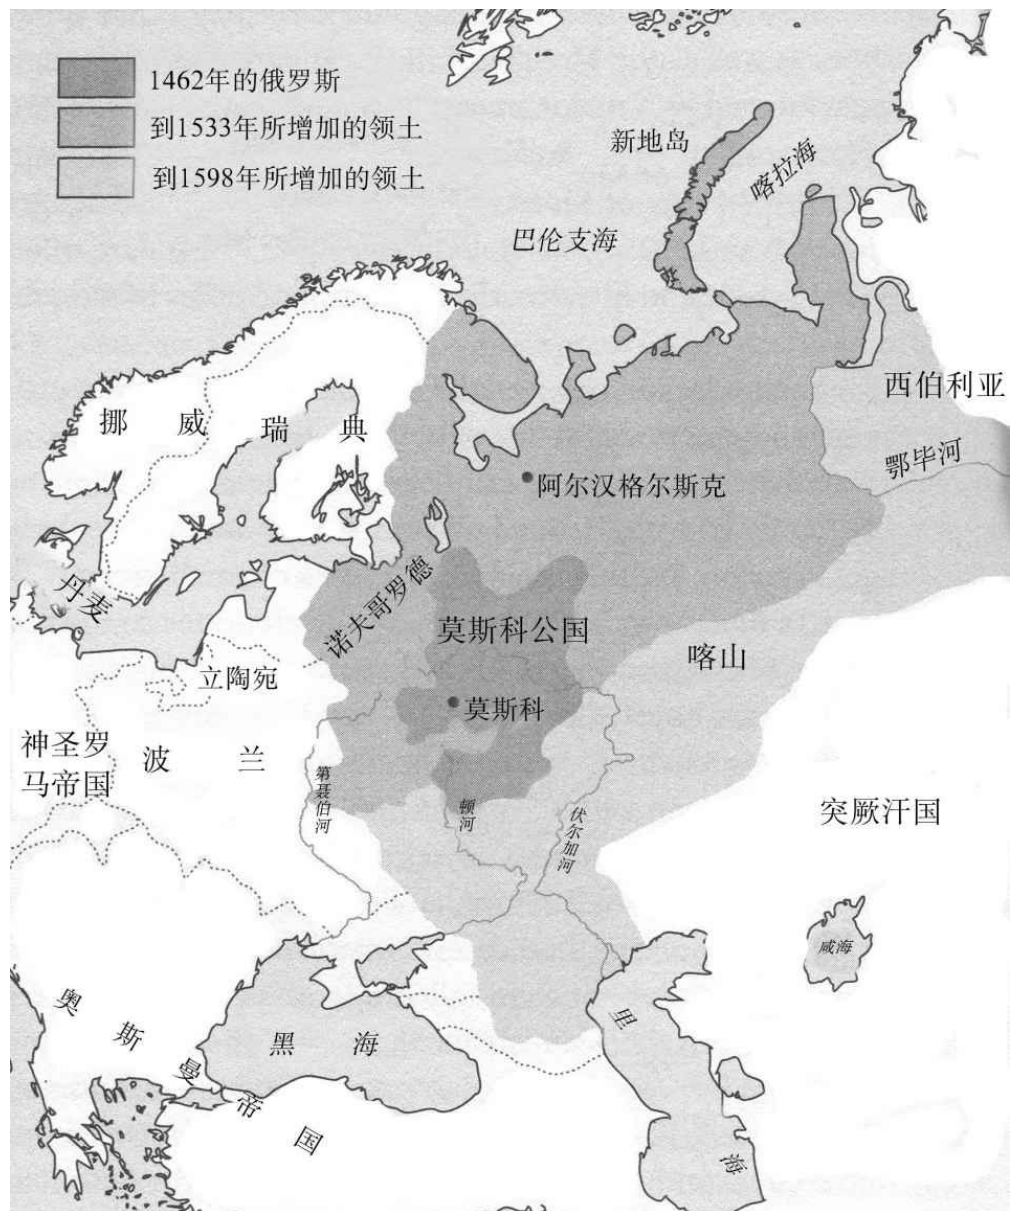 1462年的俄罗斯
到1533年所增加的领土
到1598年所增加的领土
新地岛
喀拉海
巴伦支海
西伯利亚
挪威
瑞典
鄂毕河
阿尔汉格尔斯克
丹麦
诺夫哥罗德
莫斯科公国
喀山
立陶宛
莫斯科
神圣罗
马帝国
波兰
第聂伯河
顿河
伏尔加河
突厥汗国
咸海
奥斯曼帝国
黑海
里海